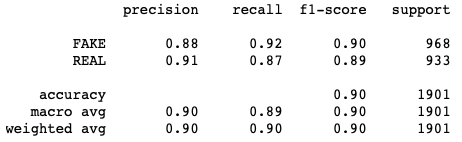 precision recall f1-score support
FAKE 0.88 0.92 0.90 968
REAL 0.91 0.87 0.89 933
accuracy 0.90 1901
macro avg 0.90 0.89 0.90 1901
weighted avg 0.90 0.90 0.90 1901